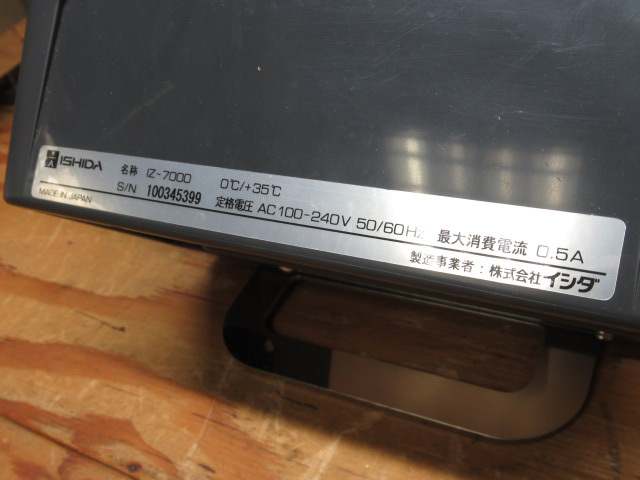 ISHIDA 名称 IZ-7000 0℃/+35℃
S/N 100345399 定格電圧 AC100-240V 50/60Hz 最大消費電流 0.5A
MADE IN JAPAN 製造事業者：株式会社イシダ